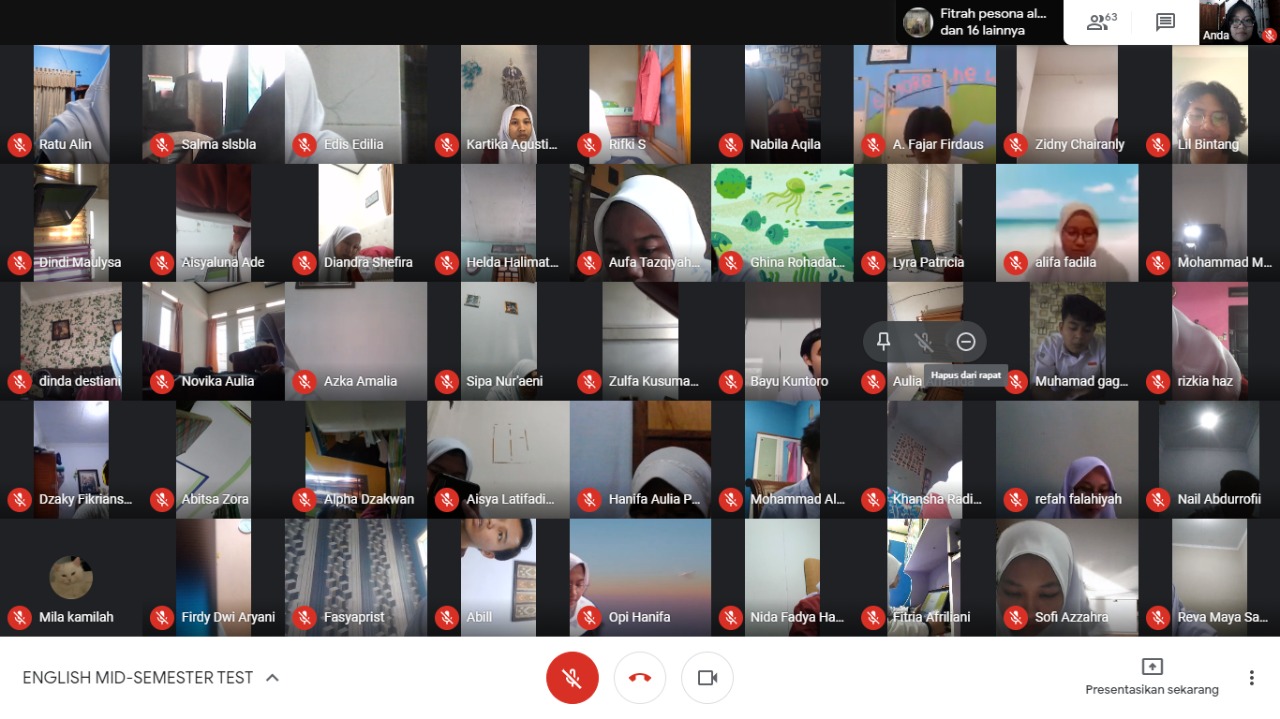 Fitrah pesona al...
dan 16 lainnya
63
Anda
Ratu Alin
Salma slsbla
Edis Edilia
Kartika Agusti...
Rifki S
Nabila Aqila
A. Fajar Firdaus
Zidny Chairanly
Lil Bintang
Dindi Maulysa
Aisyaluna Ade
Diandra Shefira
Helda Halimat...
Aufa Tazqiyah...
Ghina Rohadat...
Lyra Patricia
alifa fadila
Mohammad M...
dinda destiani
Novika Aulia
Azka Amalia
Sipa Nur'aeni
Zulfa Kusuma...
Bayu Kuntoro
Aulia
Hapus dari rapat
Muhamad gag...
rizkia haz
Dzaky Fikrians...
Abitsa Zora
Alpha Dzakwan
Aisya Latifadi...
Hanifa Aulia P...
Mohammad Al...
Khansha Radi...
refah falahiyah
Nail Abdurrofii
Mila kamilah
Firdy Dwi Aryani
Fasyaprist
Abill
Opi Hanifa
Nida Fadya Ha...
Fitria Afriliani
Sofi Azzahra
Reva Maya Sa...
ENGLISH MID-SEMESTER TEST
Presentasikan sekarang